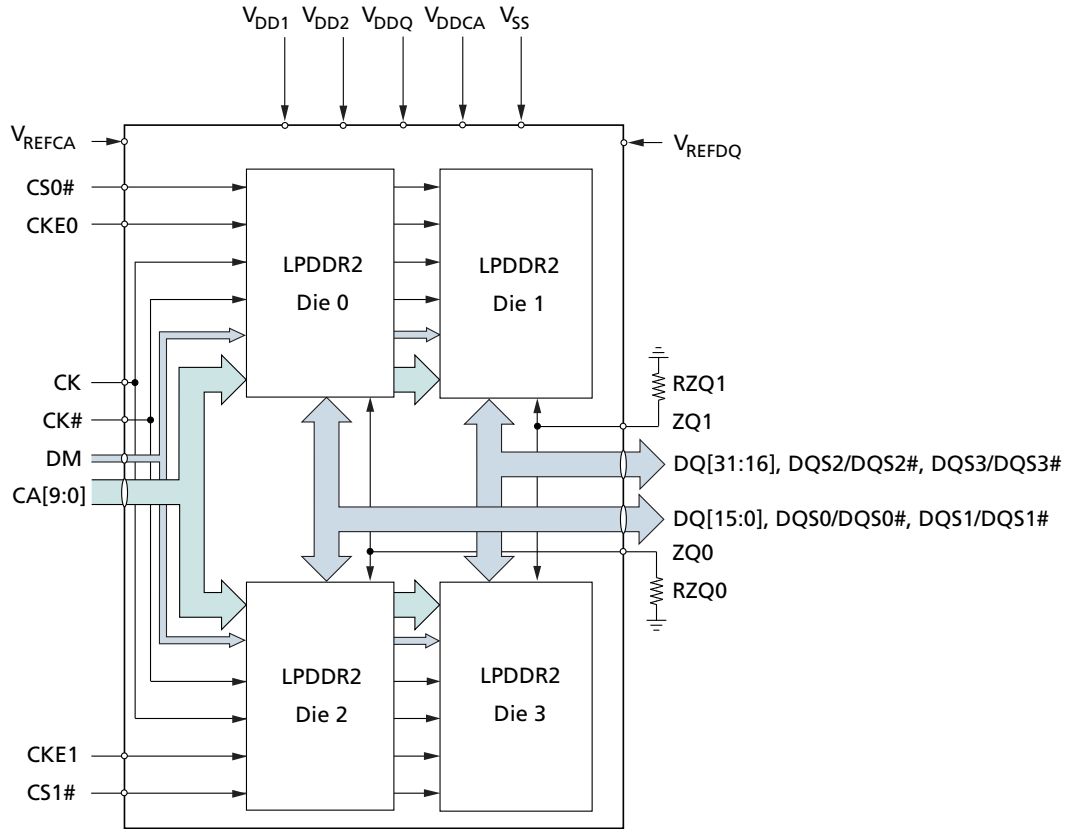 VDD1 VDD2 VDDQ VDDCA VSS
VREFCA
VREFDQ
CS0#
CKE0
LPDDR2
Die 0
LPDDR2
Die 1
CK
RZQ1
CK#
ZQ1
DM
DQ[31:16], DQS2/DQS2#, DQS3/DQS3#
CA[9:0]
DQ[15:0], DQS0/DQS0#, DQS1/DQS1#
ZQ0
RZQ0
LPDDR2
Die 2
LPDDR2
Die 3
CKE1
CS1#